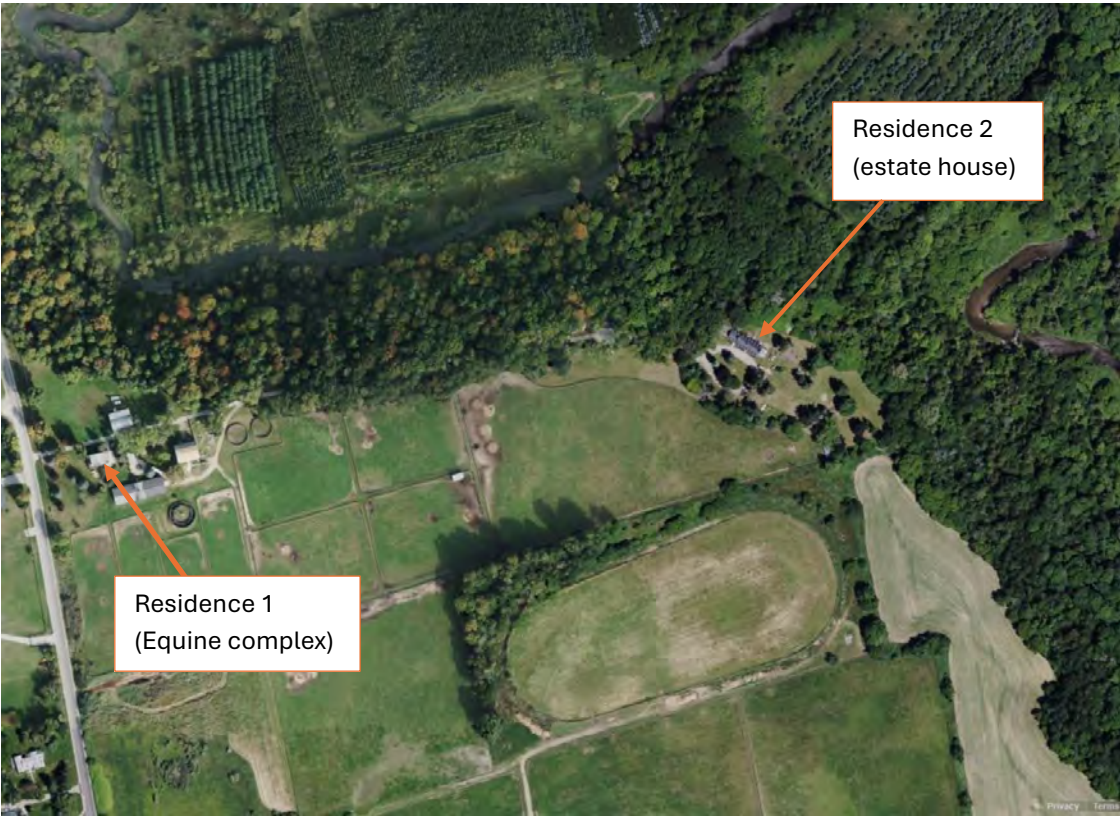 Residence 2
(estate house)
Residence 1
(Equine complex)
Privacy Terms